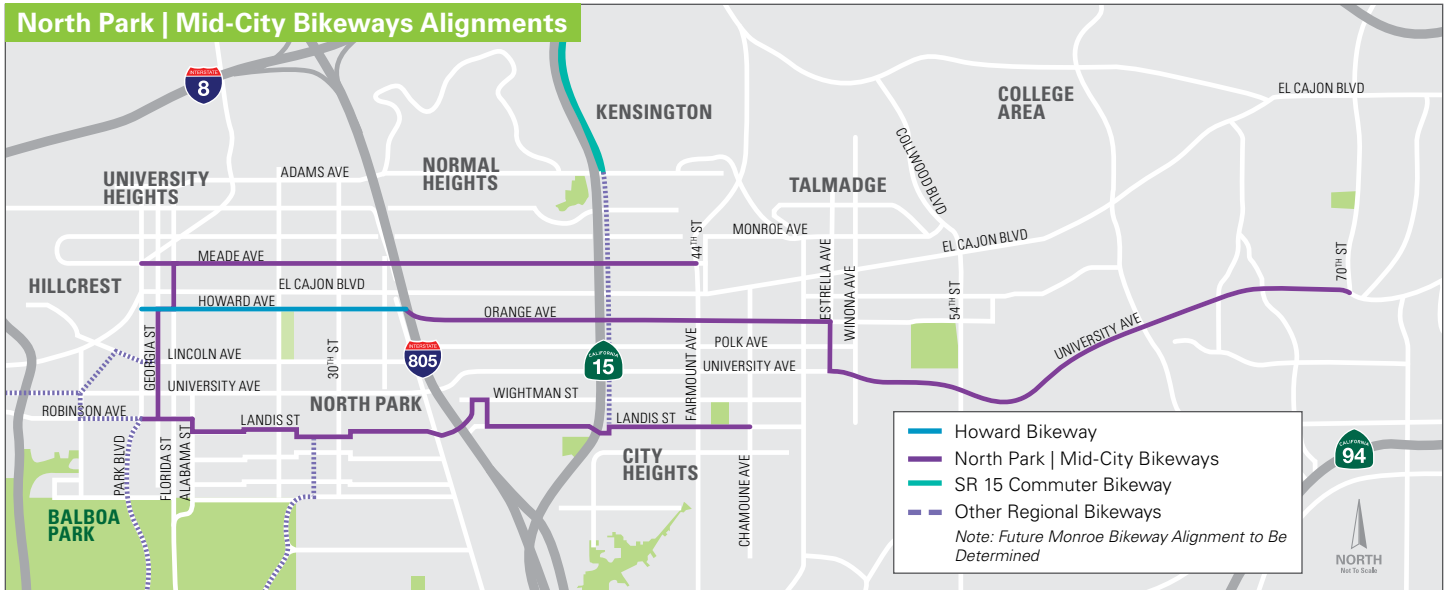 North Park | Mid-City Bikeways Alignments
INTERSTATE
8
KENSINGTON
COLLEGE
AREA
EL CAJON BLVD
COLLWOOD BLVD
NORMAL
HEIGHTS
ADAMS AVE
UNIVERSITY
HEIGHTS
TALMADGE
MONROE AVE
44TH ST
EL CAJON BLVD
MEADE AVE
ESTRELLA AVE
WINONA AVE
70TH ST
HILLCREST
EL CAJON BLVD
HOWARD AVE
54TH ST
ORANGE AVE
GEORGIA ST
LINCOLN AVE
30TH ST
INTERSTATE
805
CALIFORNIA
15
FAIRMOUNT AVE
POLK AVE
UNIVERSITY AVE
UNIVERSITY AVE
UNIVERSITY AVE
WIGHTMAN ST
NORTH PARK
ROBINSON AVE
LANDIS ST
LANDIS ST
PARK BLVD
FLORIDA ST
ALABAMA ST
CITY
HEIGHTS
CHAMOUNE AVE
BALBOA
PARK
CALIFORNIA
94
Howard Bikeway
North Park | Mid-City Bikeways
SR 15 Commuter Bikeway
Other Regional Bikeways
Note: Future Monroe Bikeway Alignment to Be
Determined
NORTH
Not To Scale